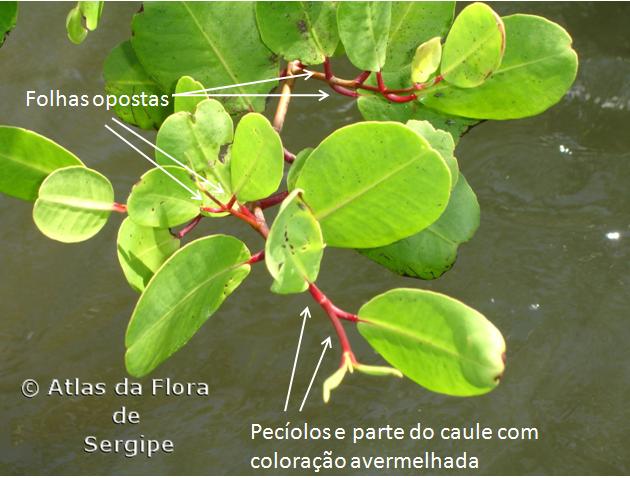 Folhas opostas
© Atlas da Flora
de
Sergipe
Pecíolos e parte do caule com
coloração avermelhada